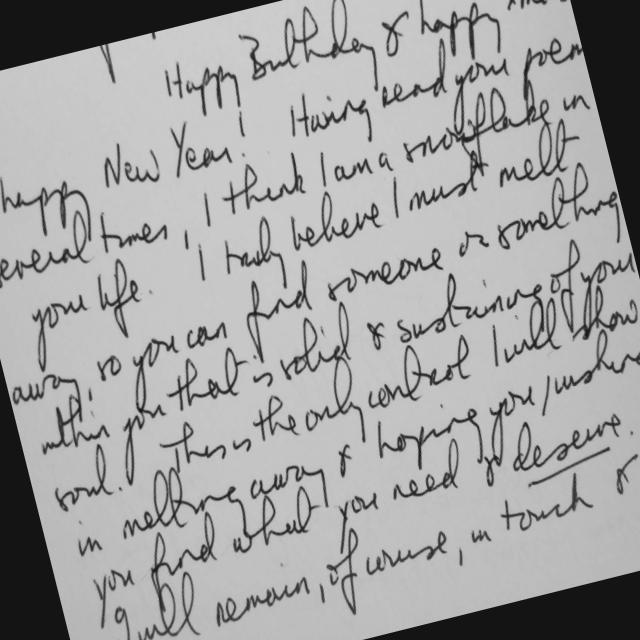 Happy Birthday & happy
happy New Year! Having read your poem
several times, I think I am a snowflake in
your life. I truly believe I must melt
away, so you can find someone or something
within you that is solid & sustaining of your
soul. This is the only control I will have
in melting away & hoping you, I wish
you find what you need & deserve.
I will remain, of course, in touch &